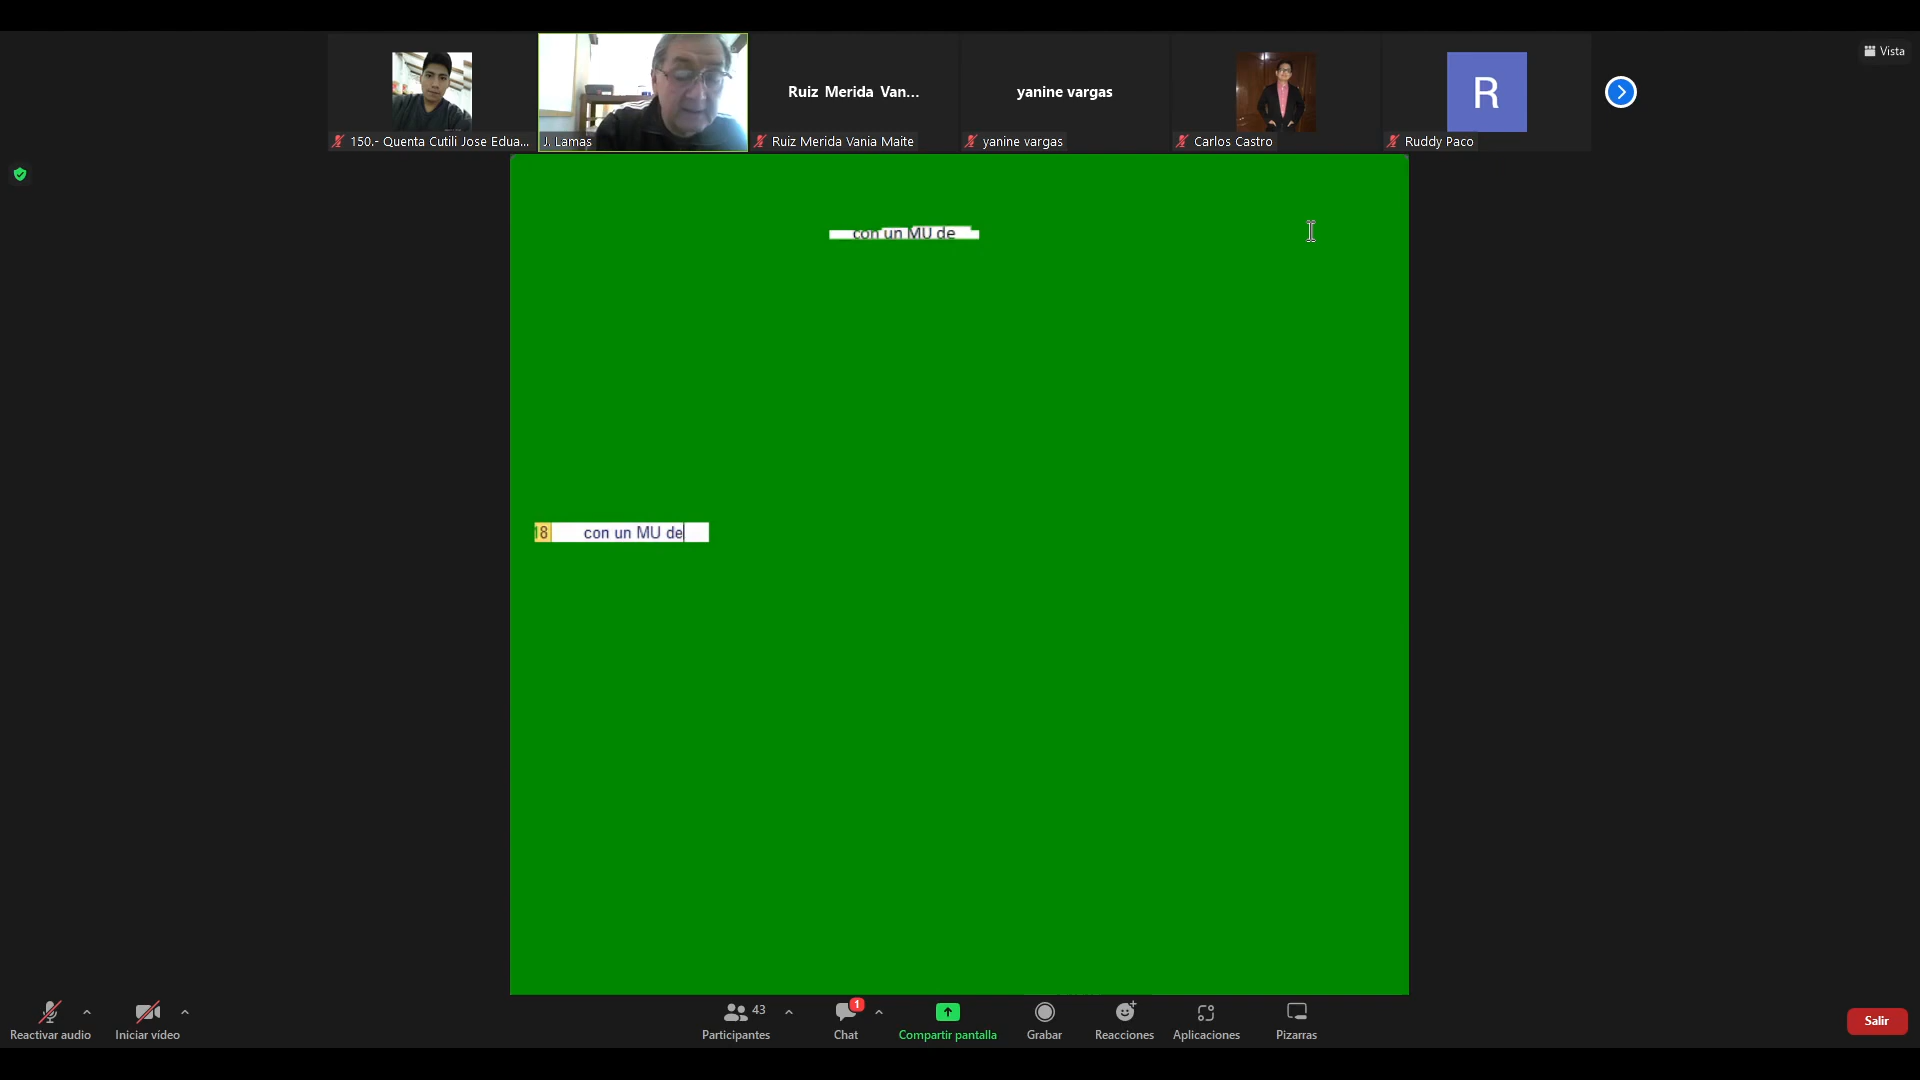 Vista
Ruiz Merida Van...
yanine vargas
R
150.- Quenta Cutili Jose Edua...
J. Lamas
Ruiz Merida Vania Maite
yanine vargas
Carlos Castro
Ruddy Paco
con un MU de
18 con un MU de
43
1
Reactivar audio
Iniciar vídeo
Participantes
Chat
Compartir pantalla
Grabar
Reacciones
Aplicaciones
Pizarras
Salir